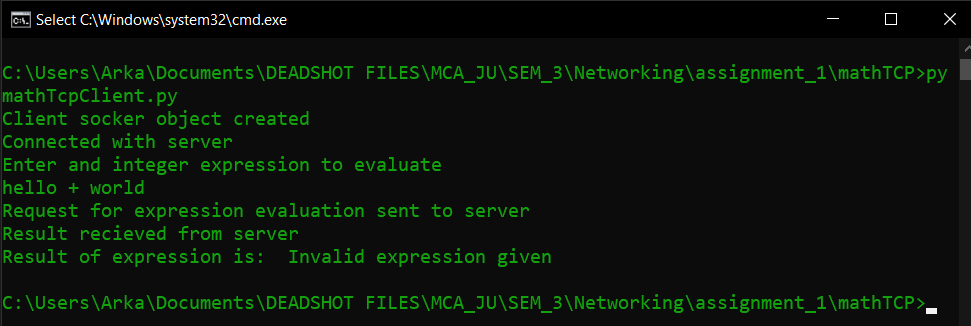 Select C:\Windows\system32\cmd.exe
C:\Users\Arka\Documents\DEADSHOT FILES\MCA_JU\SEM_3\Networking\assignment_1\mathTCP>py
mathTcpClient.py
Client socker object created
Connected with server
Enter and integer expression to evaluate
hello + world
Request for expression evaluation sent to server
Result recieved from server
Result of expression is:  Invalid expression given
C:\Users\Arka\Documents\DEADSHOT FILES\MCA_JU\SEM_3\Networking\assignment_1\mathTCP>